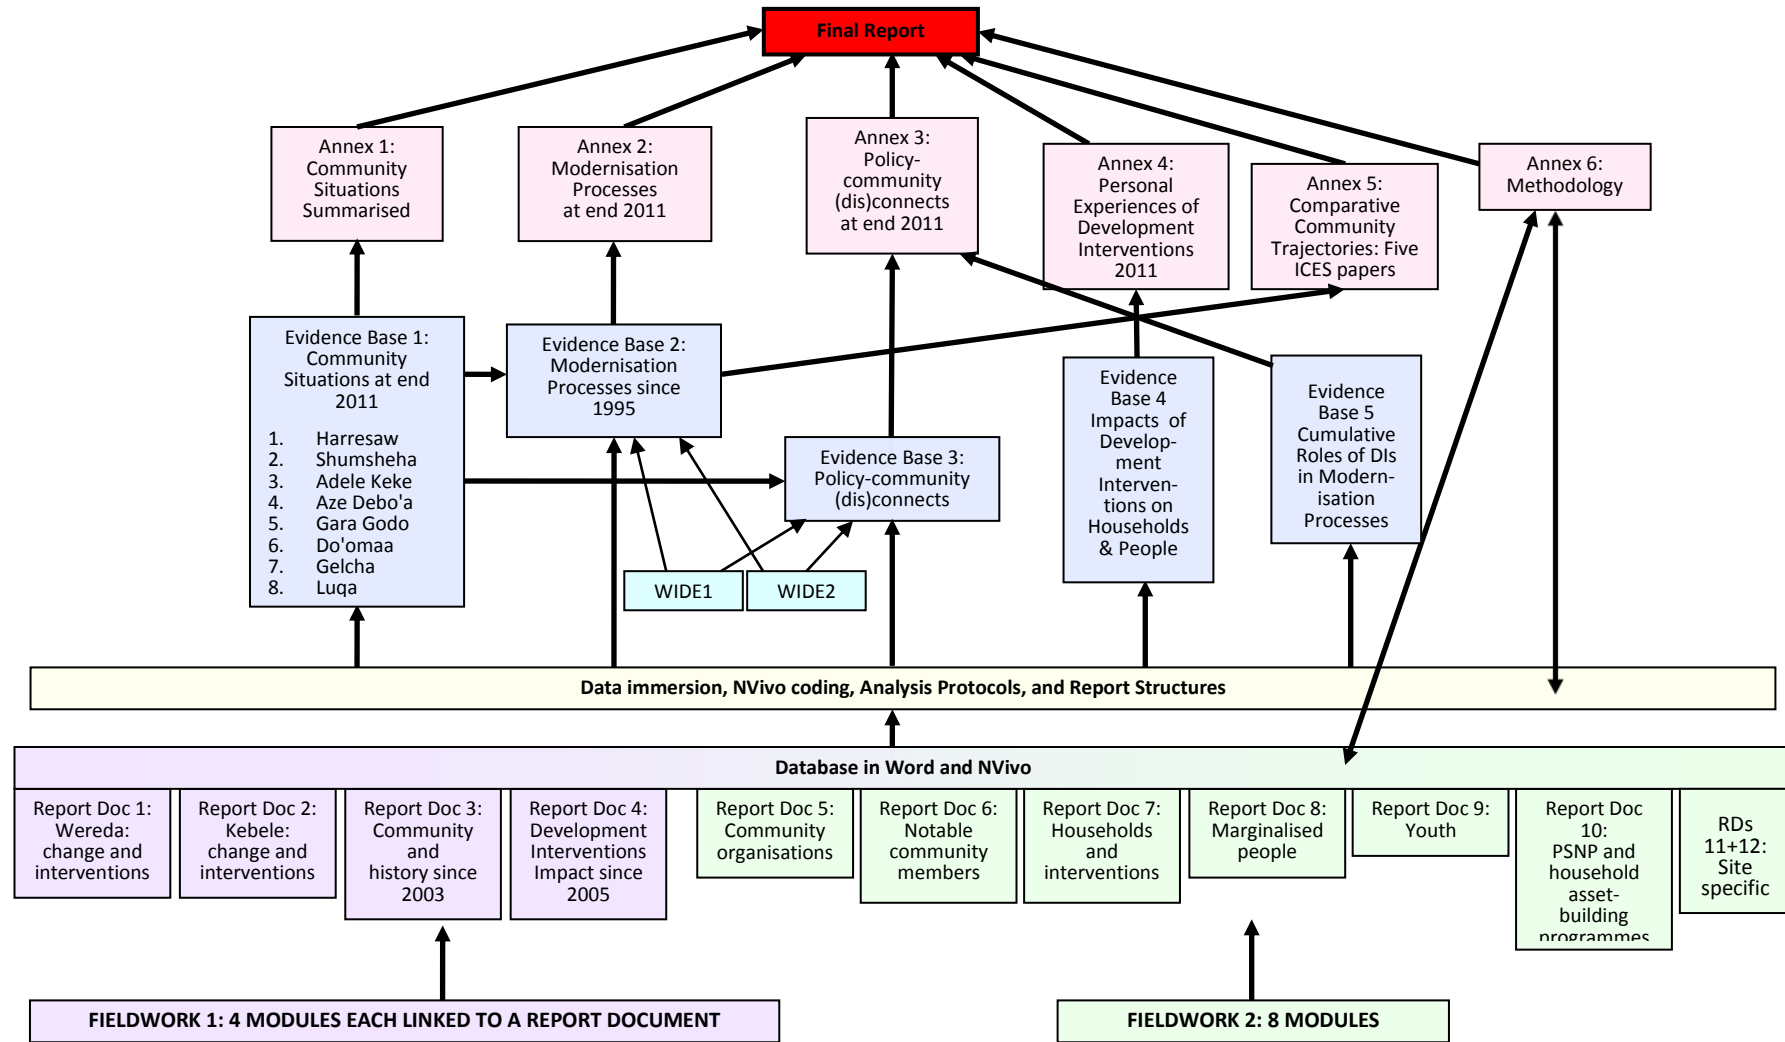 Final Report
Annex 1:
Community
Situations
Summarised
Annex 2:
Modernisation
Processes
at end 2011
Annex 3:
Policy-
community
(dis)connects
at end 2011
Annex 4:
Personal
Experiences of
Development
Interventions
2011
Annex 5:
Comparative
Community
Trajectories: Five
ICES papers
Annex 6:
Methodology
Evidence Base 1:
Community
Situations at end
2011
1. Harresaw
2. Shumsheha
3. Adele Keke
4. Aze Debo'a
5. Gara Godo
6. Do'omaa
7. Gelcha
8. Luqa
Evidence Base 2:
Modernisation
Processes since
1995
Evidence Base 3:
Policy-community
(dis)connects
Evidence
Base 4
Impacts of
Develop-
ment
Interven-
tions on
Households
& People
Evidence
Base 5
Cumulative
Roles of DIs
in Modern-
isation
Processes
WIDE1
WIDE2
Data immersion, NVivo coding, Analysis Protocols, and Report Structures
Database in Word and NVivo
Report Doc 1:
Wereda:
change and
interventions
Report Doc 2:
Kebele:
change and
interventions
Report Doc 3:
Community
and
history since
2003
Report Doc 4:
Development
Interventions
Impact since
2005
Report Doc 5:
Community
organisations
Report Doc 6:
Notable
community
members
Report Doc 7:
Households
and
interventions
Report Doc 8:
Marginalised
people
Report Doc 9:
Youth
Report Doc
10:
PSNP and
household
asset-
building
programmes
RDs
11+12:
Site
specific
FIELDWORK 1: 4 MODULES EACH LINKED TO A REPORT DOCUMENT
FIELDWORK 2: 8 MODULES